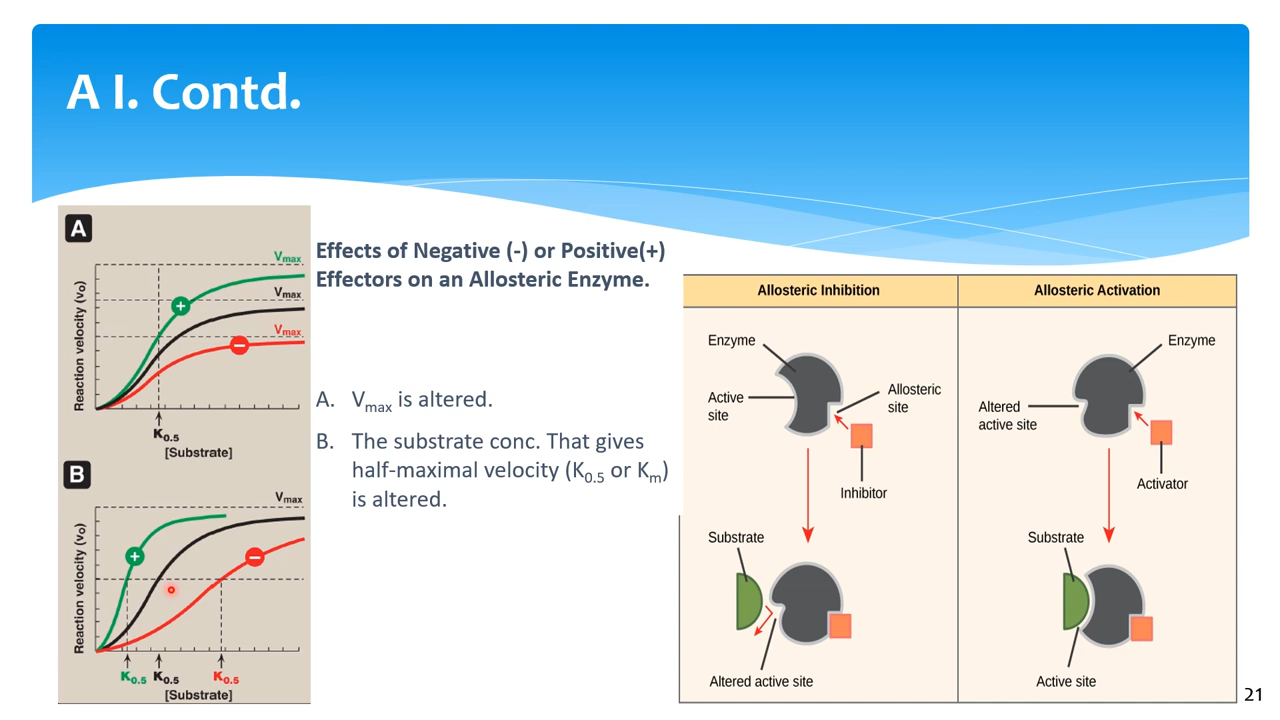 A I. Contd.
A
Vmax
Vmax
Vmax
+
−
Reaction velocity (vo)
K0.5
[Substrate]
B
Vmax
+
−
Reaction velocity (vo)
K0.5 K0.5 K0.5
[Substrate]
Effects of Negative (-) or Positive(+)
Effectors on an Allosteric Enzyme.
A. Vmax is altered.
B. The substrate conc. That gives
half-maximal velocity (K0.5 or Km)
is altered.
Allosteric Inhibition
Enzyme
Active
site
Allosteric
site
Inhibitor
Substrate
Altered active site
Allosteric Activation
Enzyme
Altered
active site
Activator
Substrate
Active site
21